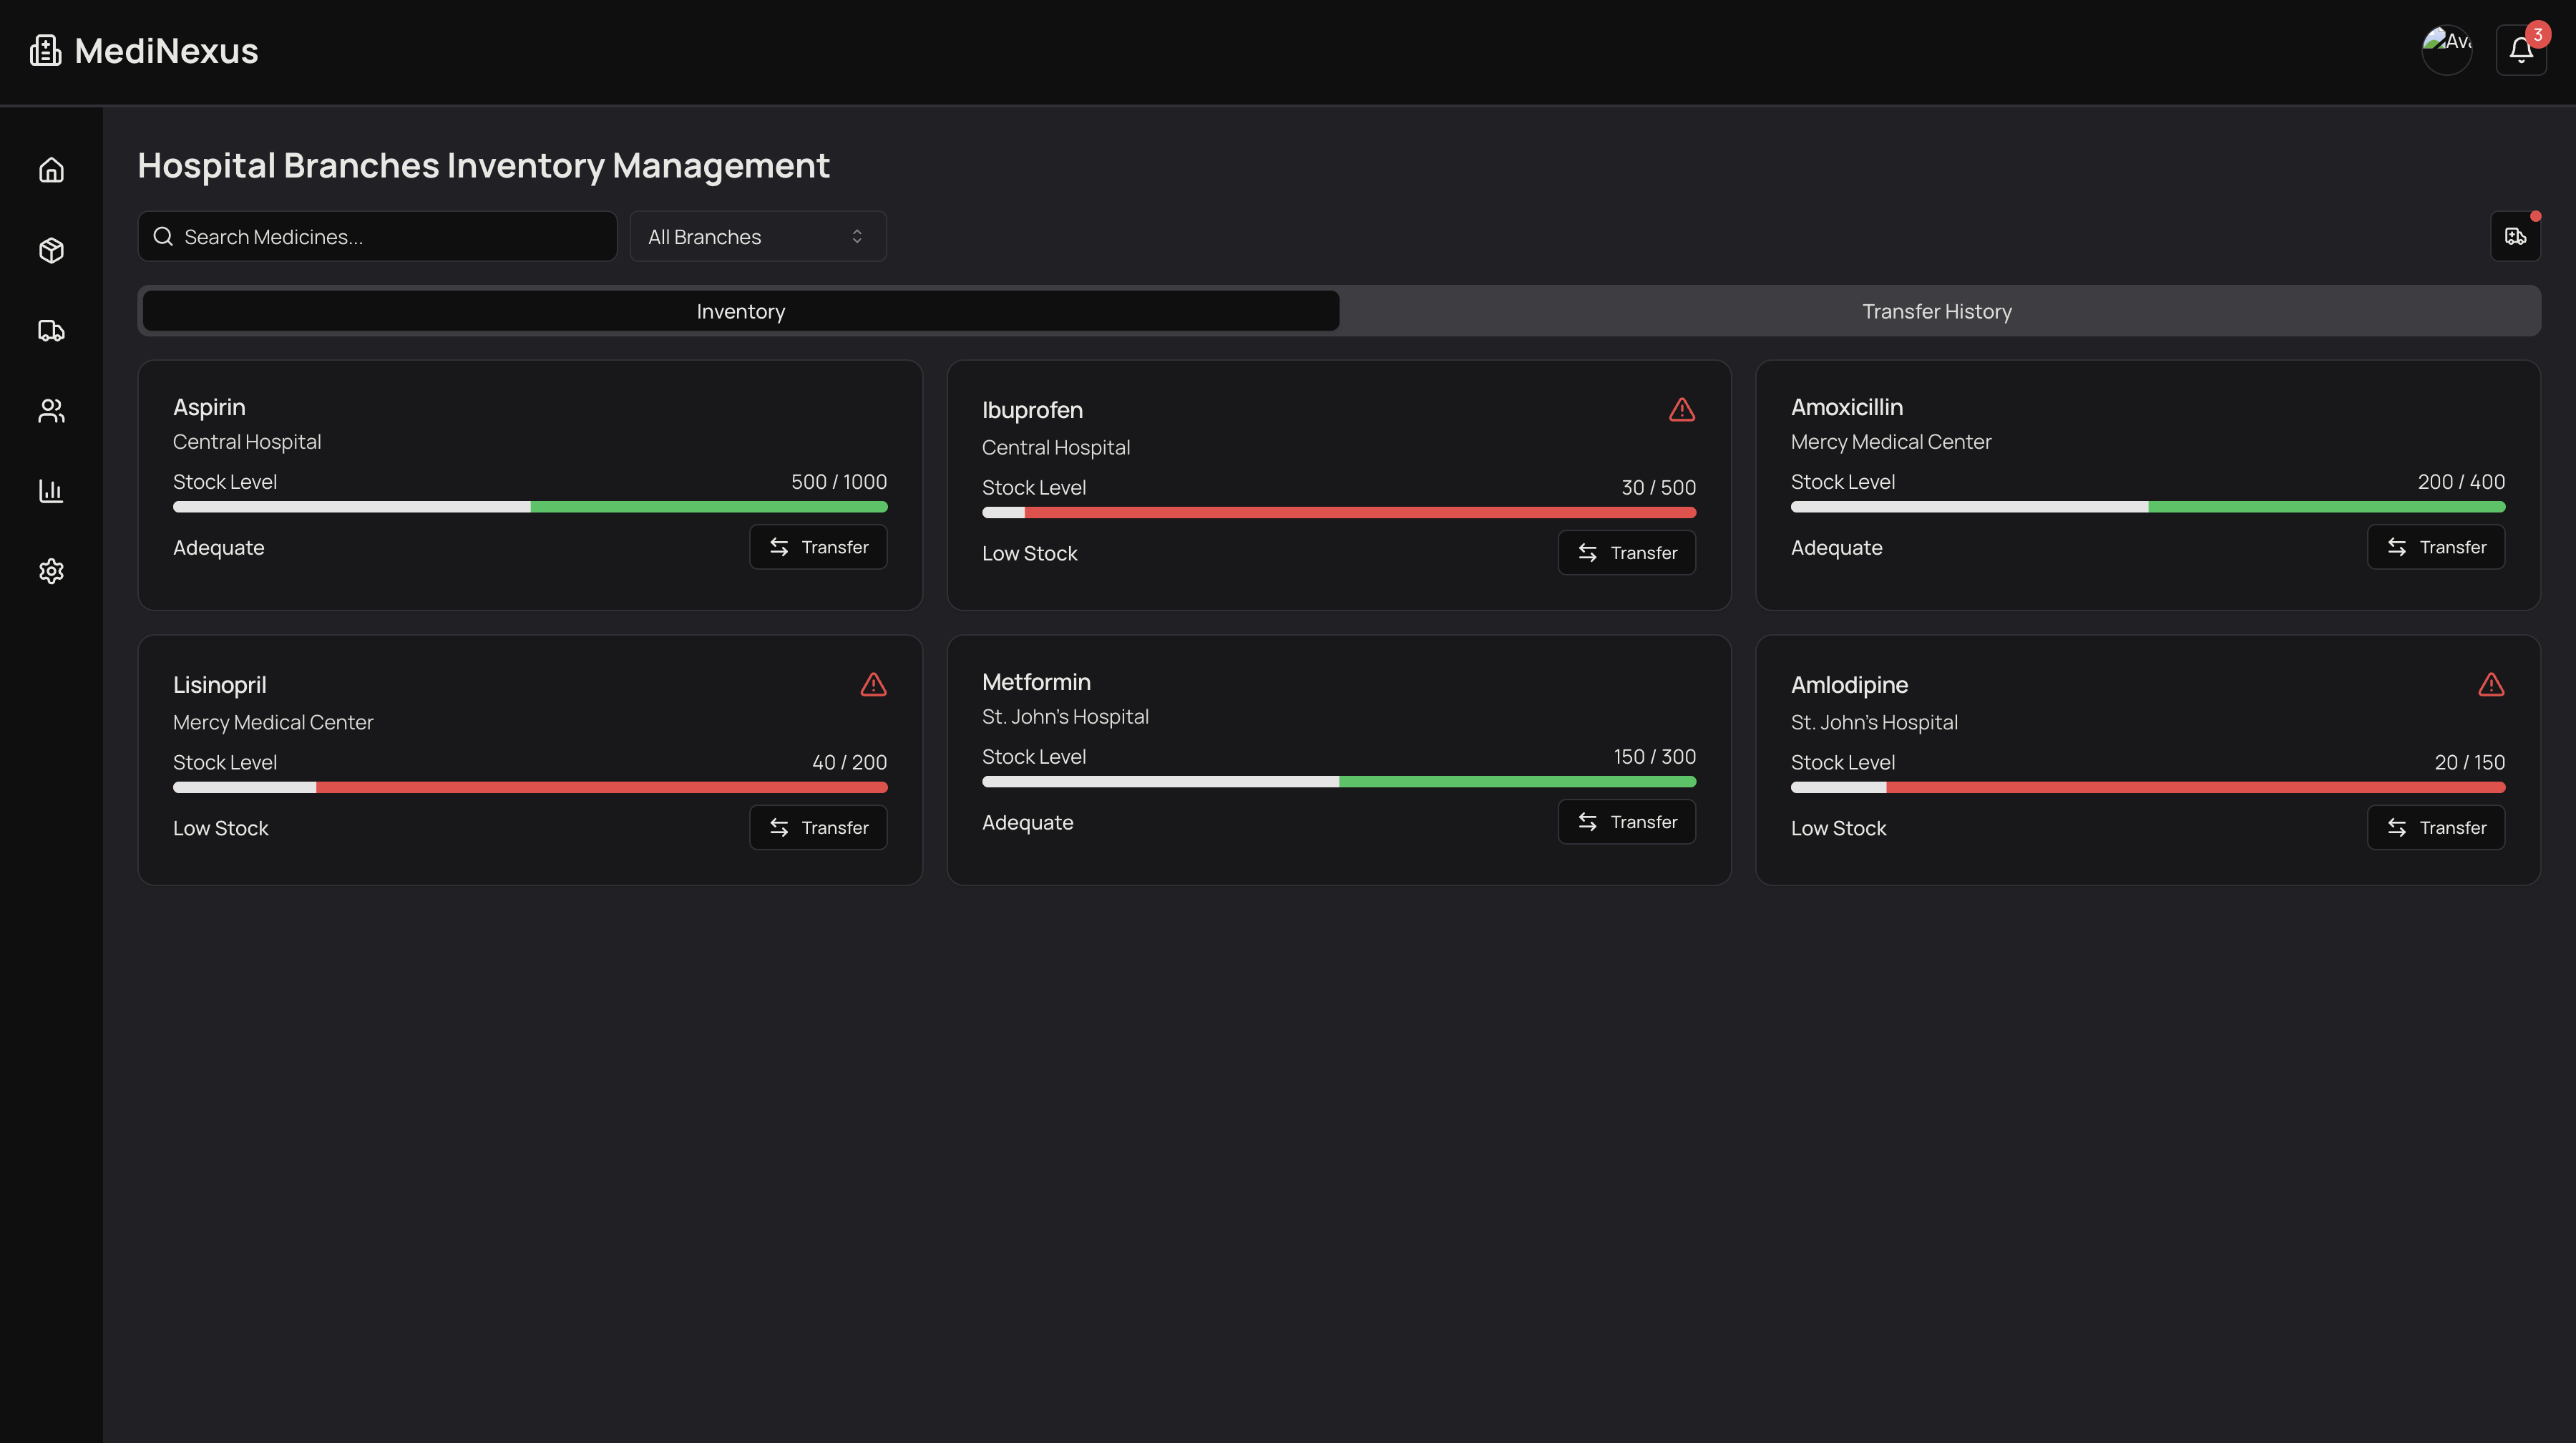 MediNexus
Ava
3
Hospital Branches Inventory Management
Search Medicines...
All Branches
Inventory
Transfer History
Aspirin
Central Hospital
Stock Level
500 / 1000
Adequate
Transfer
Ibuprofen
Central Hospital
Stock Level
30 / 500
Low Stock
Transfer
Amoxicillin
Mercy Medical Center
Stock Level
200 / 400
Adequate
Transfer
Lisinopril
Mercy Medical Center
Stock Level
40 / 200
Low Stock
Transfer
Metformin
St. John's Hospital
Stock Level
150 / 300
Adequate
Transfer
Amlodipine
St. John's Hospital
Stock Level
20 / 150
Low Stock
Transfer